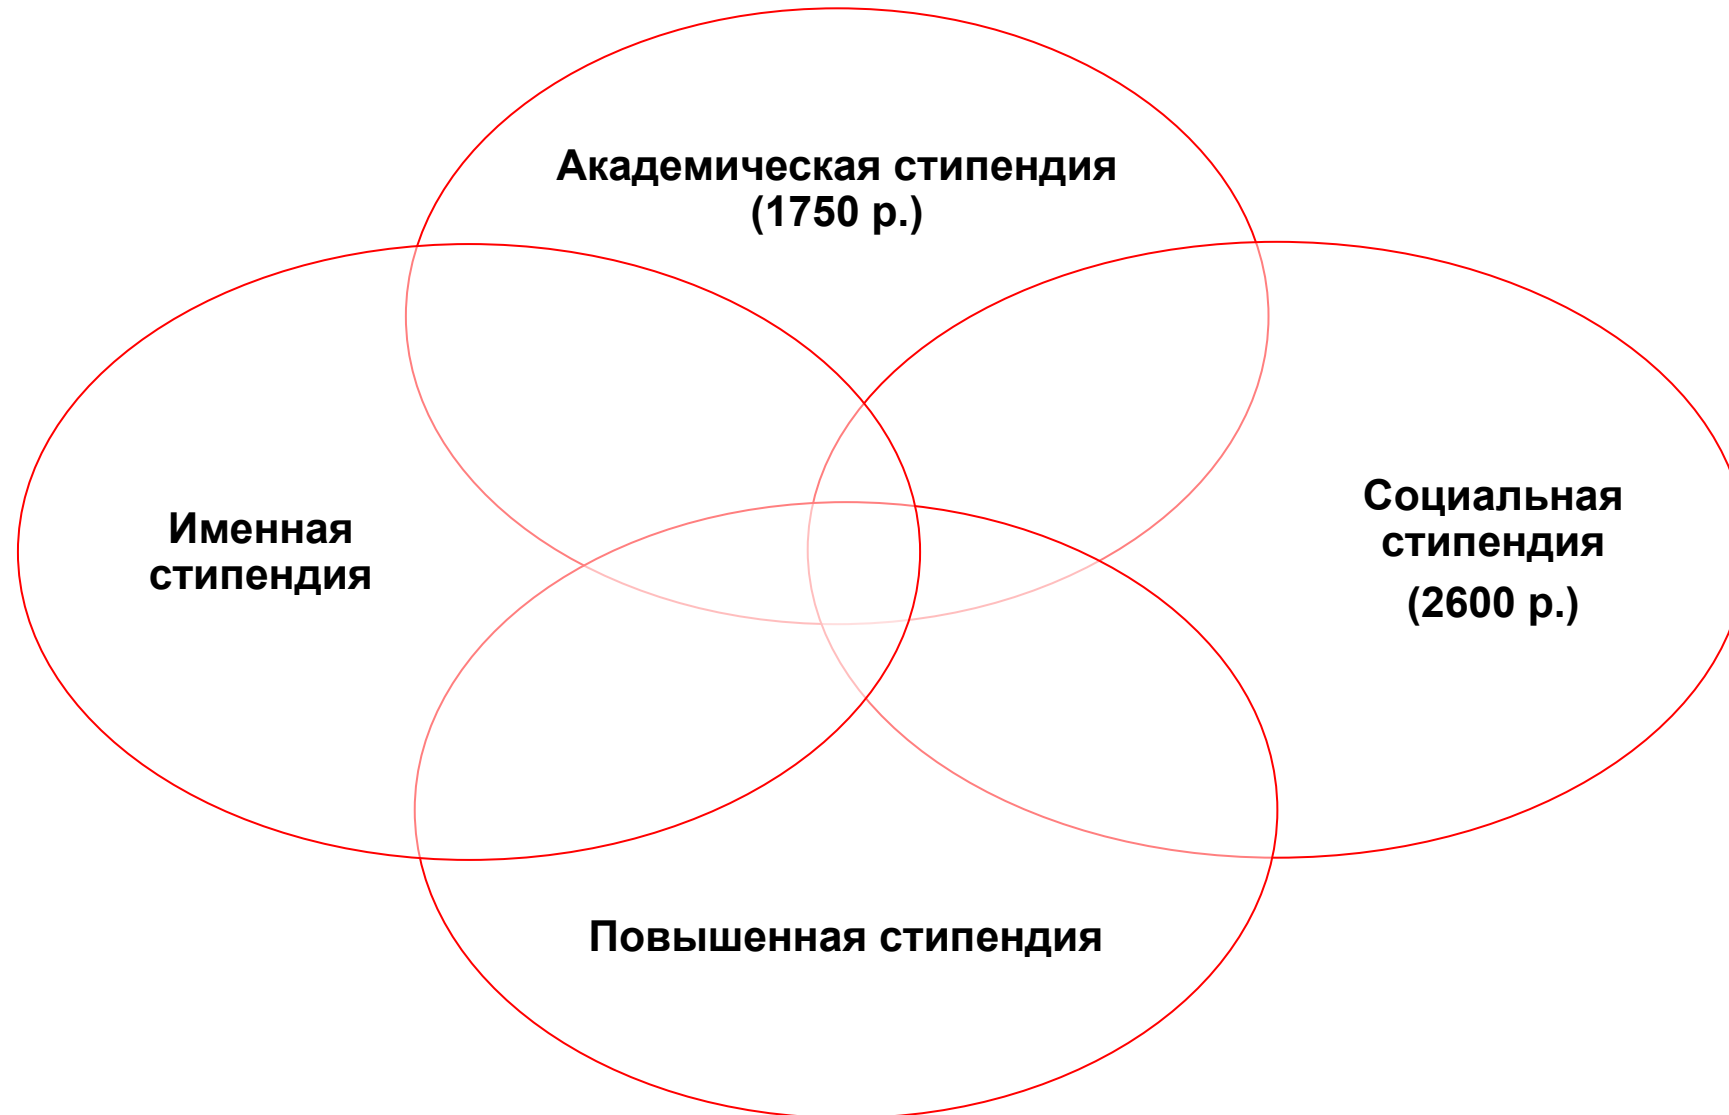 Академическая стипендия
(1750 р.)
Именная
стипендия
Социальная
стипендия
(2600 р.)
Повышенная стипендия